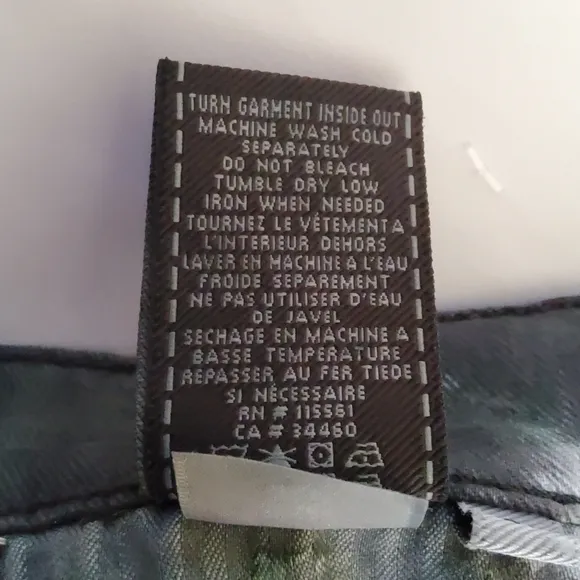 TURN GARMENT INSIDE OUT
MACHINE WASH COLD
SEPARATELY
DO NOT BLEACH
TUMBLE DRY LOW
IRON WHEN NEEDED
TOURNEZ LE VÉTEMENT A
L'INTERIEUR DEHORS
LAVER EN MACHINE A L'EAU
FROIDE SEPAREMENT
NE PAS UTILISER D'EAU
DE JAVEL
SECHAGE EN MACHINE A
BASSE TEMPERATURE
REPASSER AU FER TIEDE
SI NÉCESSAIRE
RN # 115561
CA # 34460